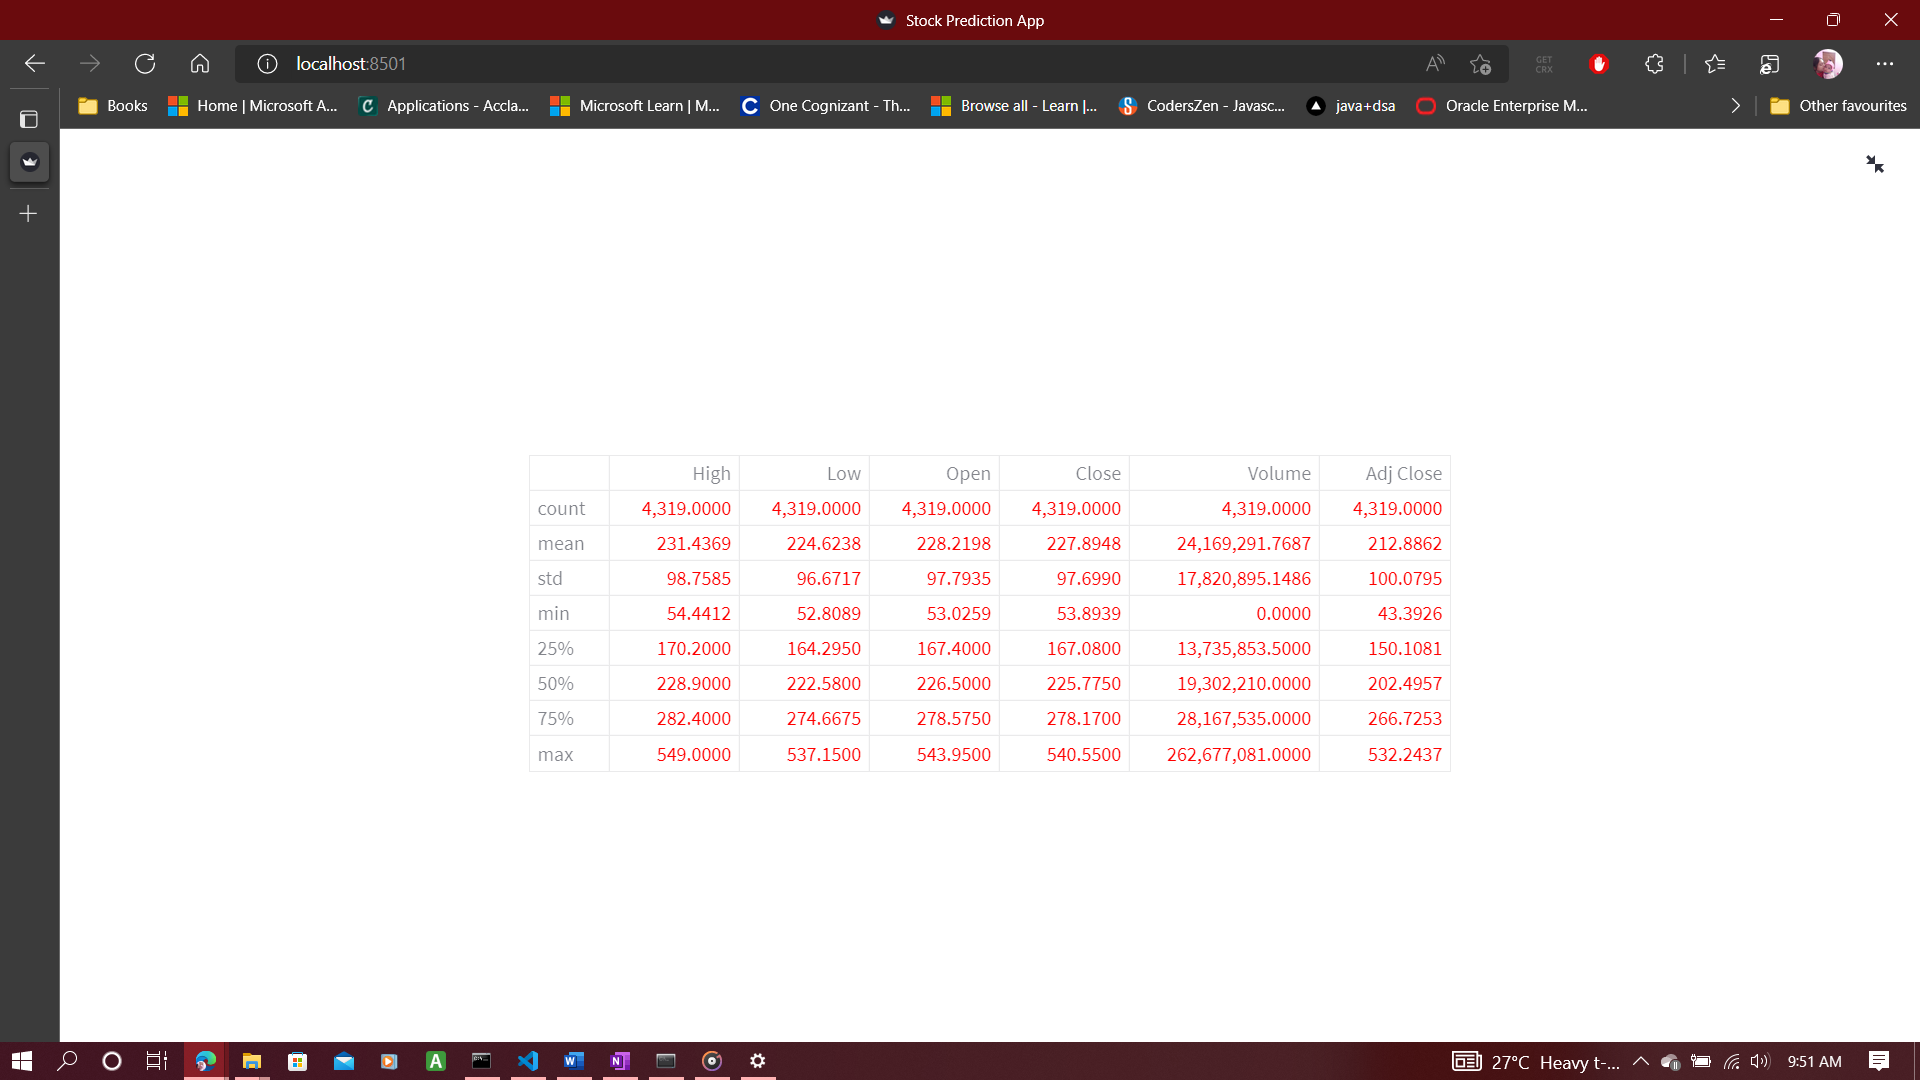 Stock Prediction App
localhost:8501
GET
CRX
Books
Home | Microsoft A...
Applications - Accla...
Microsoft Learn | M...
One Cognizant - Th...
Browse all - Learn |...
CodersZen - Javasc...
java+dsa
Oracle Enterprise M...
Other favourites
High Low Open Close Volume Adj Close
count 4,319.0000 4,319.0000 4,319.0000 4,319.0000 4,319.0000 4,319.0000
mean 231.4369 224.6238 228.2198 227.8948 24,169,291.7687 212.8862
std 98.7585 96.6717 97.7935 97.6990 17,820,895.1486 100.0795
min 54.4412 52.8089 53.0259 53.8939 0.0000 43.3926
25% 170.2000 164.2950 167.4000 167.0800 13,735,853.5000 150.1081
50% 228.9000 222.5800 226.5000 225.7750 19,302,210.0000 202.4957
75% 282.4000 274.6675 278.5750 278.1700 28,167,535.0000 266.7253
max 549.0000 537.1500 543.9500 540.5500 262,677,081.0000 532.2437
27°C Heavy t-... 9:51 AM